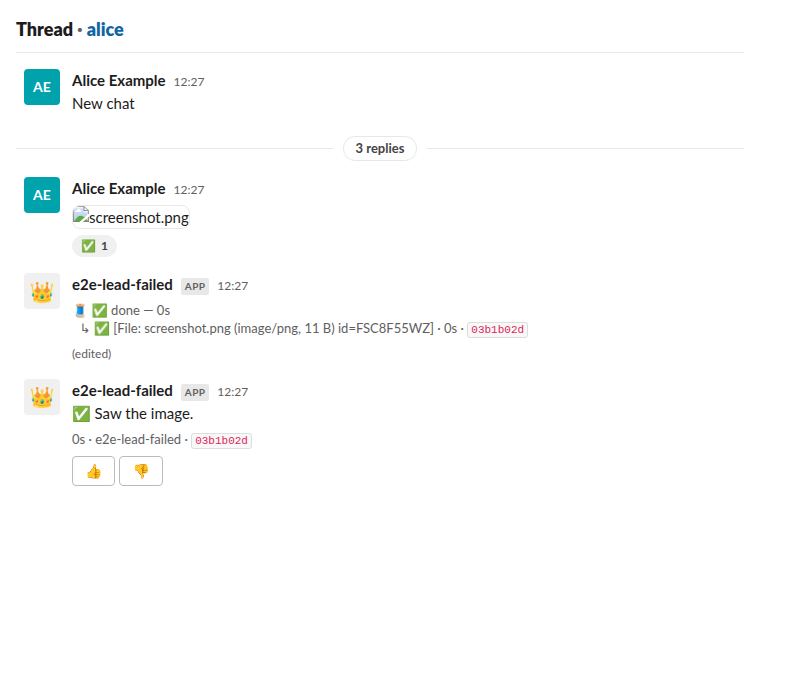 Thread • alice
AE
Alice Example 12:27
New chat
3 replies
AE
Alice Example 12:27
screenshot.png
✅ 1
e2e-lead-failed APP 12:27
🧵 ✅ done — 0s
↳ ✅ [File: screenshot.png (image/png, 11 B) id=FSC8F55WZ] · 0s · 03b1b02d
(edited)
e2e-lead-failed APP 12:27
✅ Saw the image.
0s · e2e-lead-failed · 03b1b02d
👍 👎